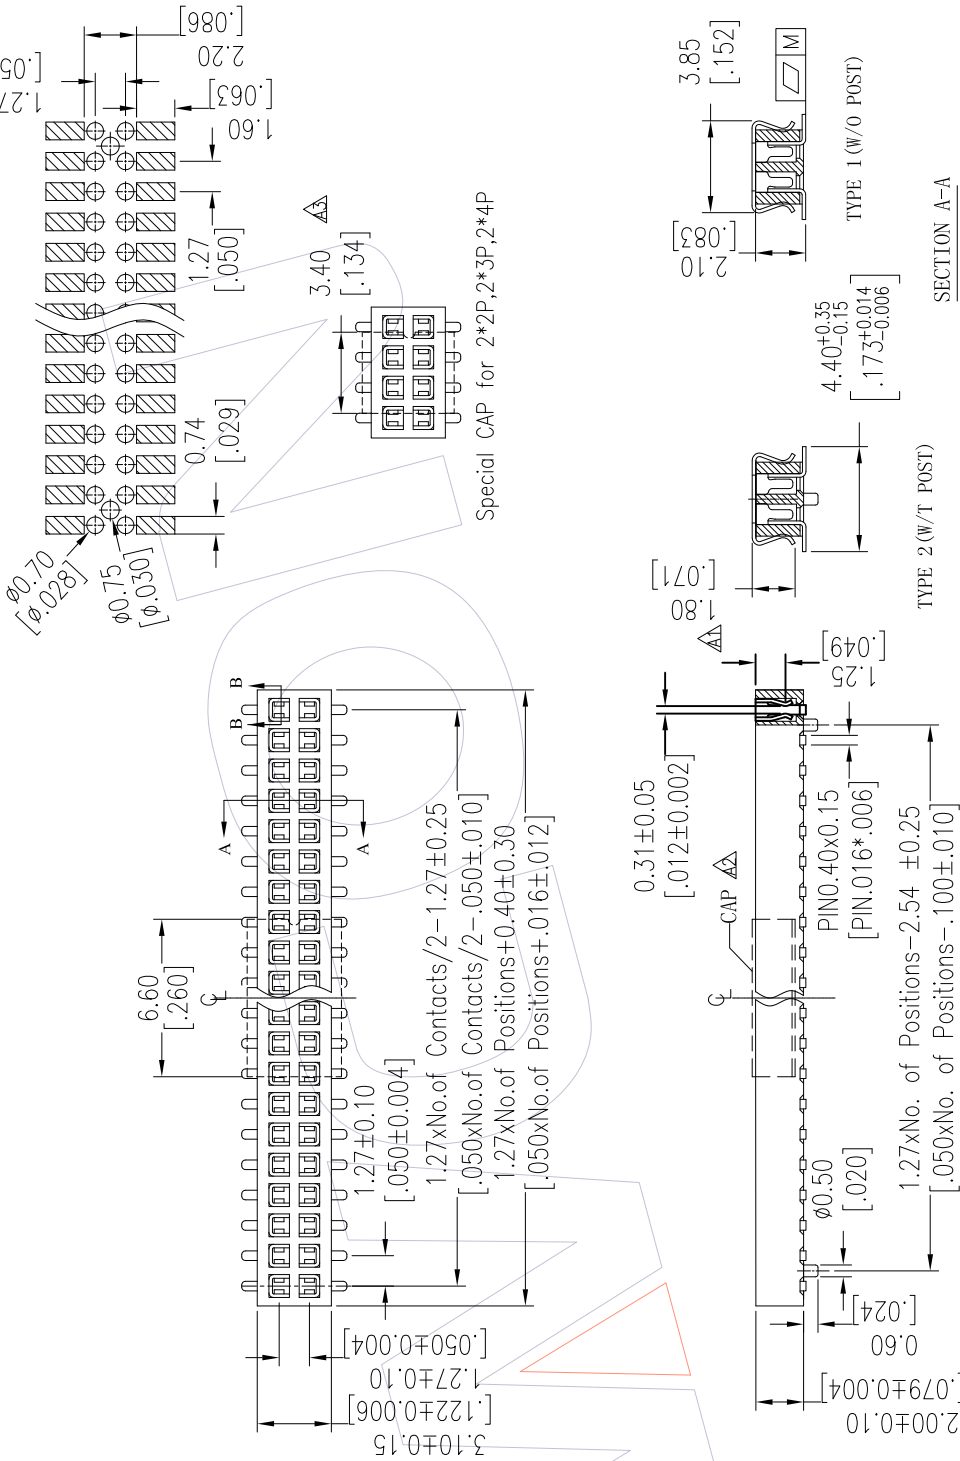 [.086]
2.20
[.05
1.27
[.063]
1.60
1.27
[.050]
0.74
[.029]
ø0.70
[ø.028]
ø0.75
[ø.030]
A3
3.40
[.134]
Special CAP for 2*2P,2*3P,2*4P
3.85
[.152]
M
2.10
[.083]
TYPE 1(W/O POST)
SECTION A-A
4.40+0.35-0.15
[.173+0.014-0.006]
1.80
[.071]
TYPE 2(W/T POST)
B
B
A
A
6.60
[.260]
CL
1.27±0.10
[.050±0.004]
1.27xNo.of Contacts/2-1.27±0.25
[.050xNo.of Contacts/2-.050±.010]
1.27xNo.of Positions+0.40±0.30
[.050xNo.of Positions+.016±.012]
[.050±0.004]
1.27±0.10
[.122±0.006]
3.10±0.15
A1
1.25
[.049]
0.31±0.05
[.012±0.002]
CAP A2
CL
PIN0.40x0.15
[PIN.016*.006]
ø0.50
[.020]
1.27xNo. of Positions-2.54 ±0.25
[.050xNo. of Positions-.100±.010]
[.024]
0.60
[.079±0.004]
2.00±0.10